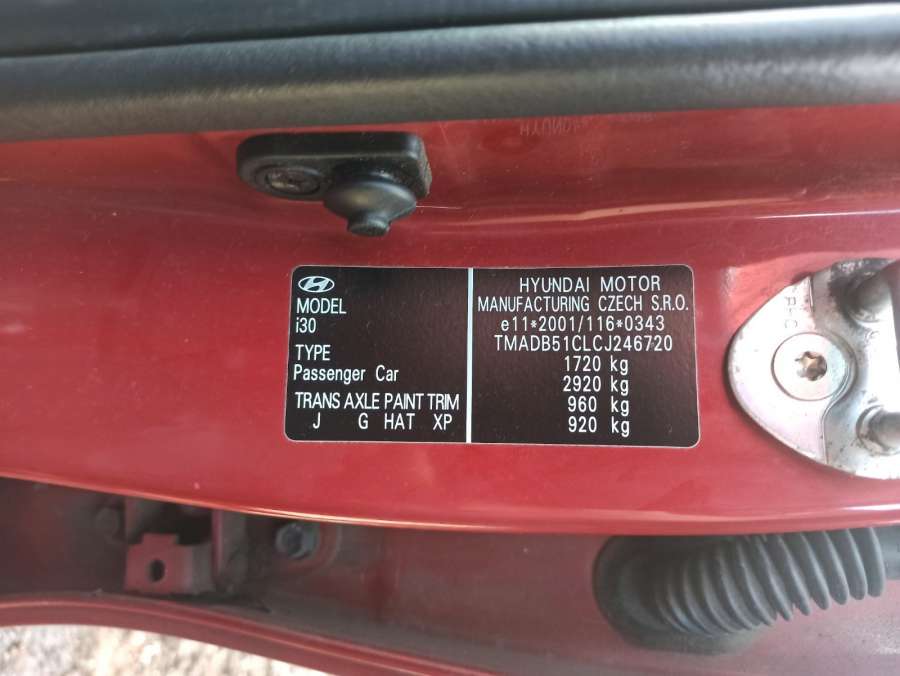 MODEL
i30
TYPE
Passenger Car
TRANS AXLE PAINT TRIM
J G HAT XP
HYUNDAI MOTOR
MANUFACTURING CZECH S.R.O.
e11*2001/116*0343
TMADB51CLCJ246720
1720 kg
2920 kg
960 kg
920 kg